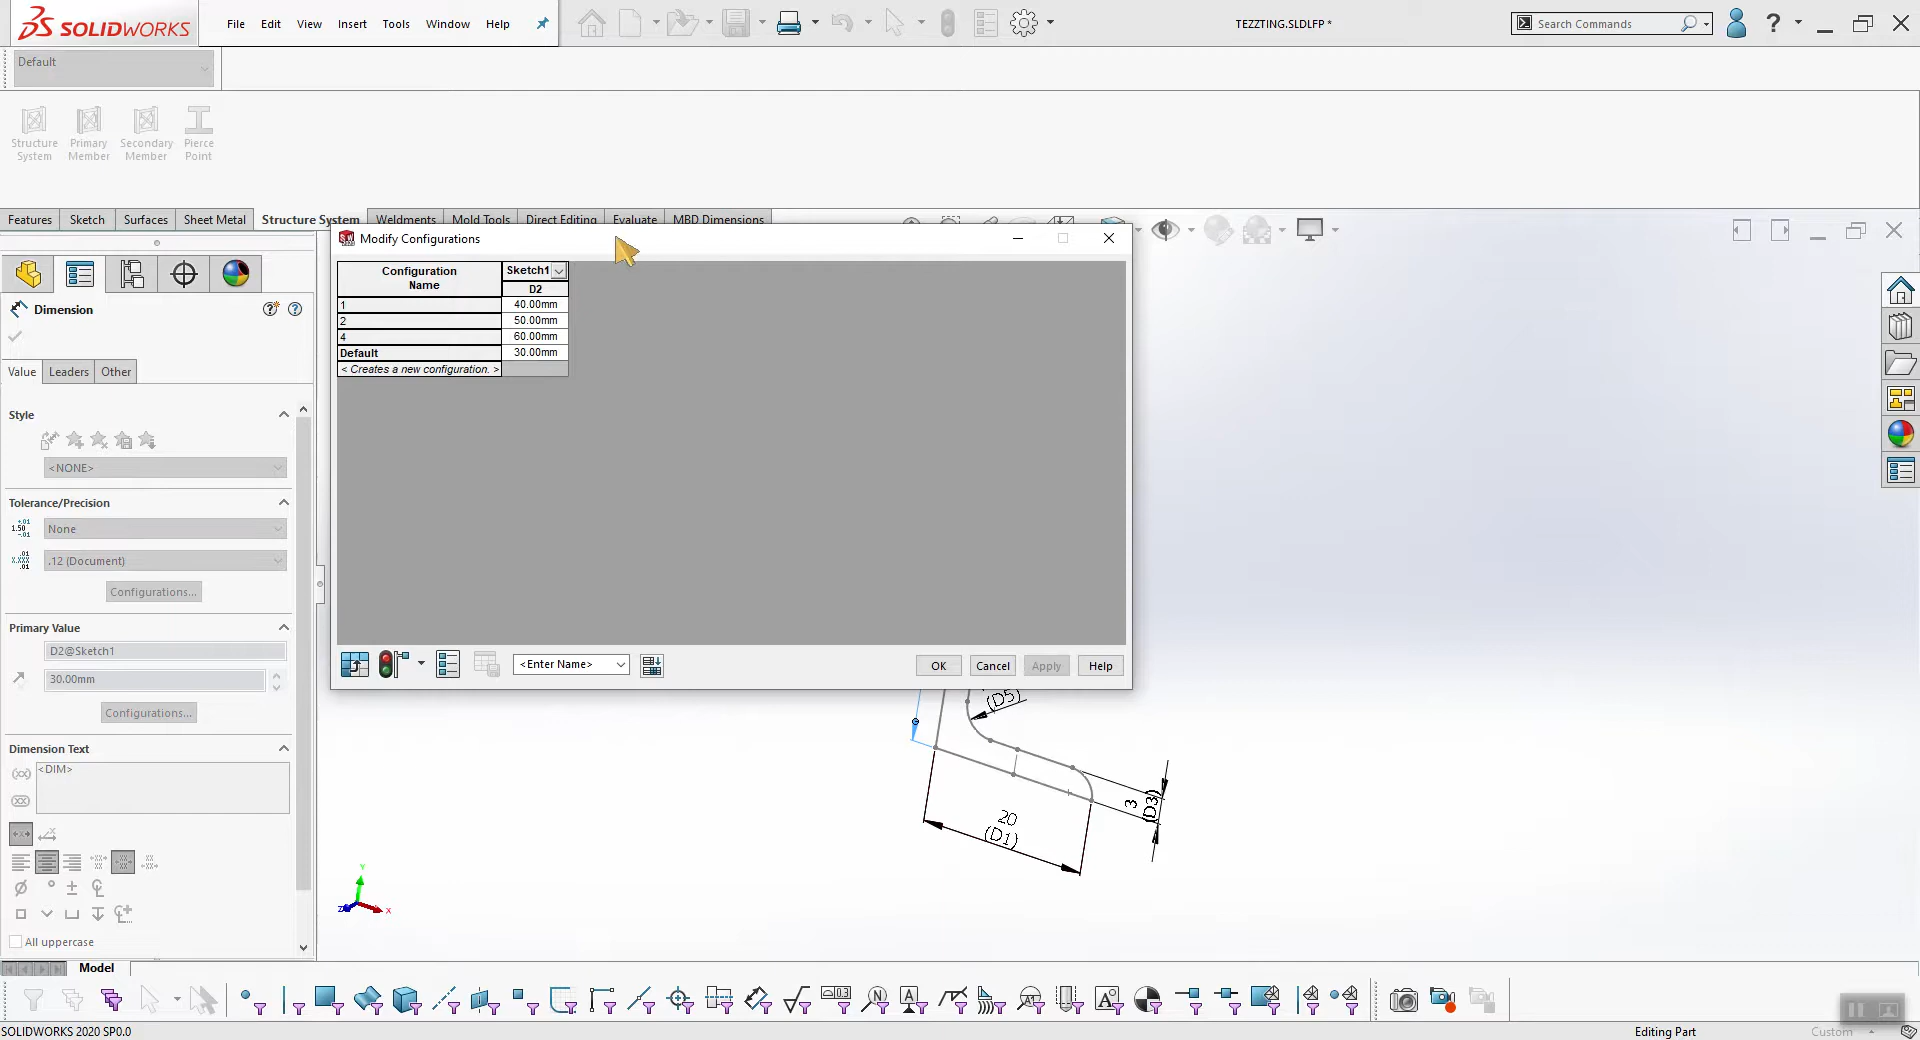 SOLIDWORKS
File Edit View Insert Tools Window Help
TEZZTING.SLDLFP *
Search Commands
?
Default
Structure System
Primary Member
Secondary Member
Pierce Point
Features Sketch Surfaces Sheet Metal Structure System Weldments Mold Tools Direct Editing Evaluate MBD Dimensions
Modify Configurations
Configuration Name
Sketch1
D2
1 40.00mm
2 50.00mm
4 60.00mm
Default 30.00mm
< Creates a new configuration. >
<Enter Name>
OK Cancel Apply Help
Dimension
Value Leaders Other
Style
<NONE>
Tolerance/Precision
None
.12 (Document)
Configurations...
Primary Value
D2@Sketch1
30.00mm
Configurations...
Dimension Text
<DIM>
All uppercase
(D5)
3
(D3)
20
(D1)
Y
Z
X
Model
SOLIDWORKS 2020 SP0.0
Editing Part
Custom